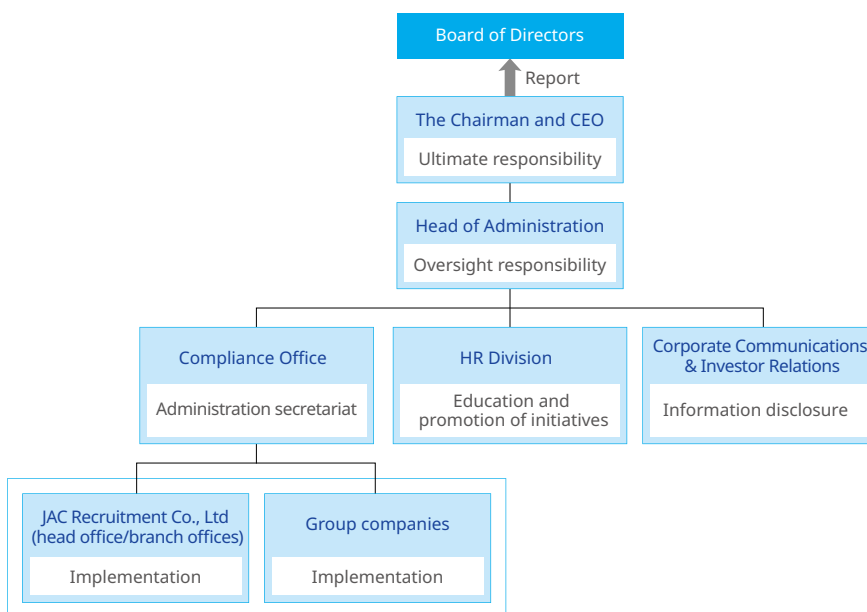 Board of Directors
Report
The Chairman and CEO
Ultimate responsibility
Head of Administration
Oversight responsibility
Compliance Office
Administration secretariat
HR Division
Education and
promotion of initiatives
Corporate Communications
& Investor Relations
Information disclosure
JAC Recruitment Co., Ltd
(head office/branch offices)
Implementation
Group companies
Implementation